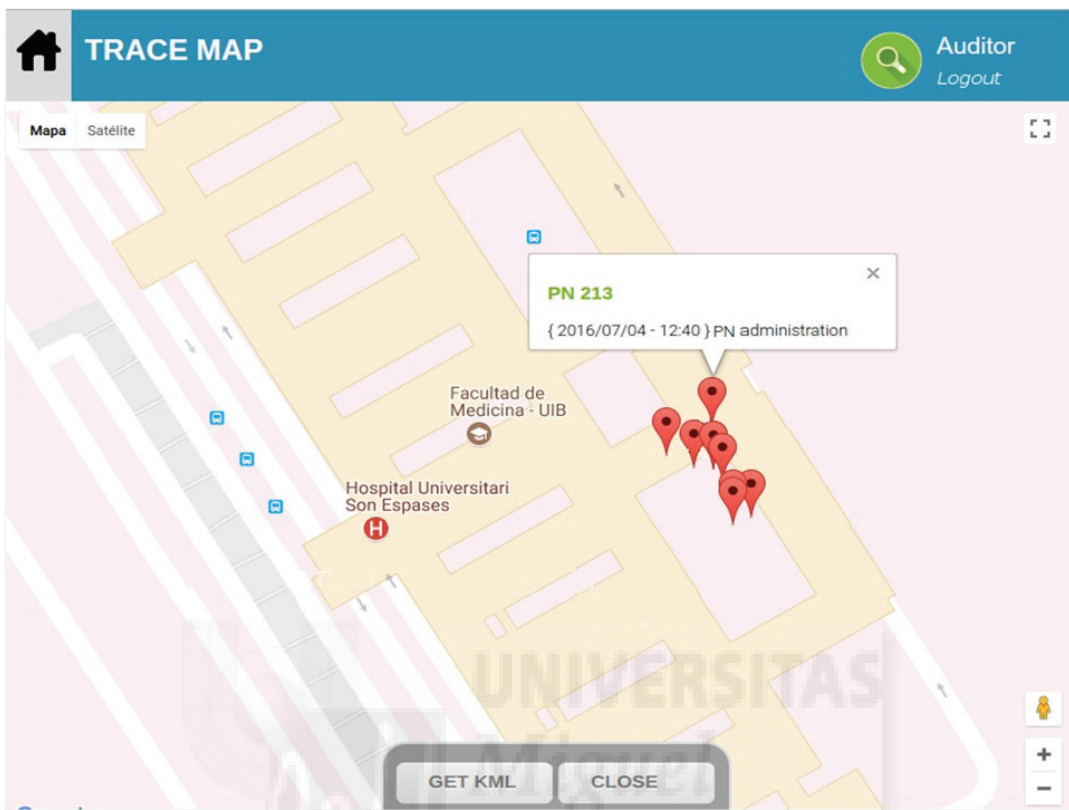 TRACE MAP
Auditor
Logout
Mapa Satélite
PN 213
{ 2016/07/04 - 12:40 } PN administration
Facultad de
Medicina - UIB
Hospital Universitari
Son Espases
H
UNIVERSITAS
Miguel
GET KML CLOSE
+
−